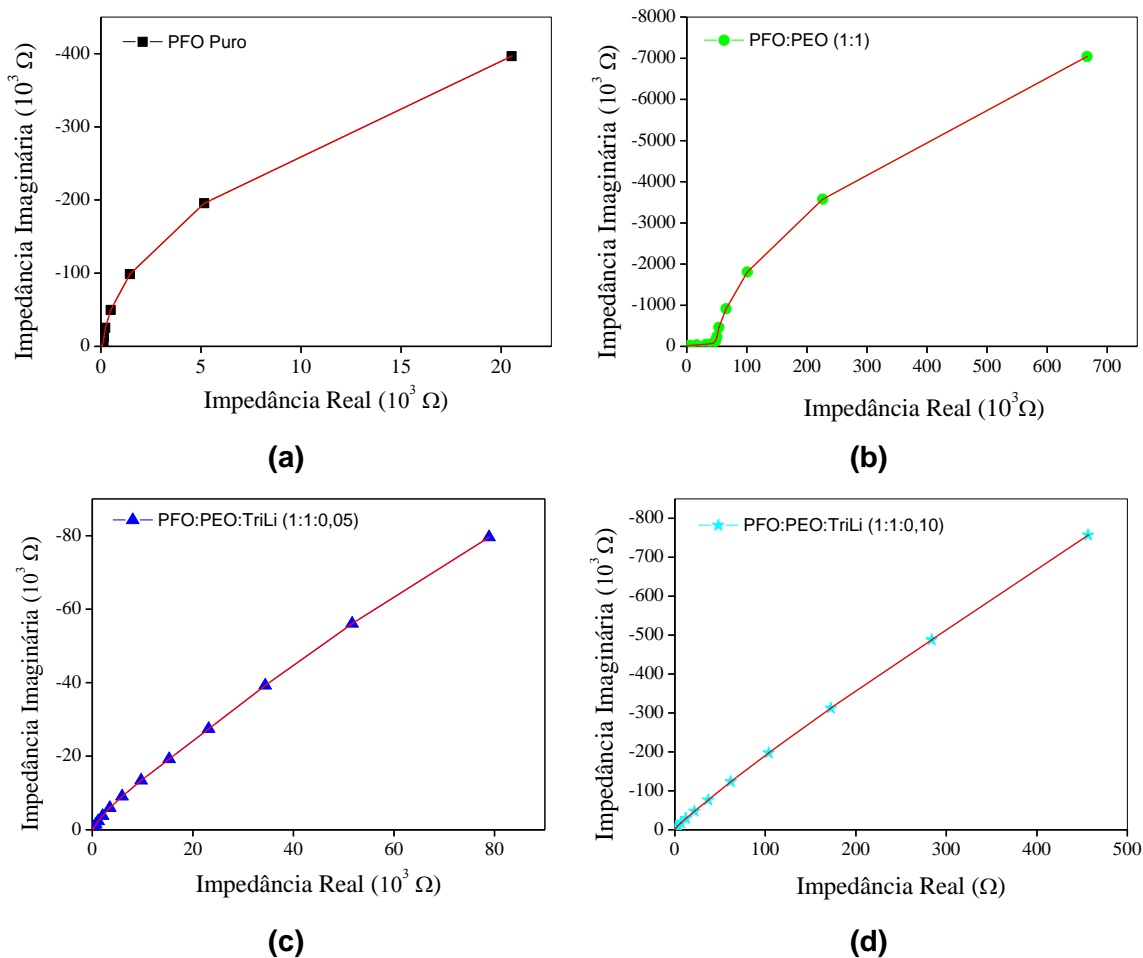 PFO Puro
-400
-300
-200
-100
0
0 5 10 15 20
Impedância Imaginária (10³ Ω)
Impedância Real (10³ Ω)
(a)
PFO:PEO (1:1)
-8000
-7000
-6000
-5000
-4000
-3000
-2000
-1000
0
0 100 200 300 400 500 600 700
Impedância Imaginária (10³ Ω)
Impedância Real (10³Ω)
(b)
PFO:PEO:TriLi (1:1:0,05)
-80
-60
-40
-20
0
0 20 40 60 80
Impedância Imaginária (10³ Ω)
Impedância Real (10³ Ω)
(c)
PFO:PEO:TriLi (1:1:0,10)
-800
-700
-600
-500
-400
-300
-200
-100
0
0 100 200 300 400 500
Impedância Imaginária (10³ Ω)
Impedância Real (Ω)
(d)